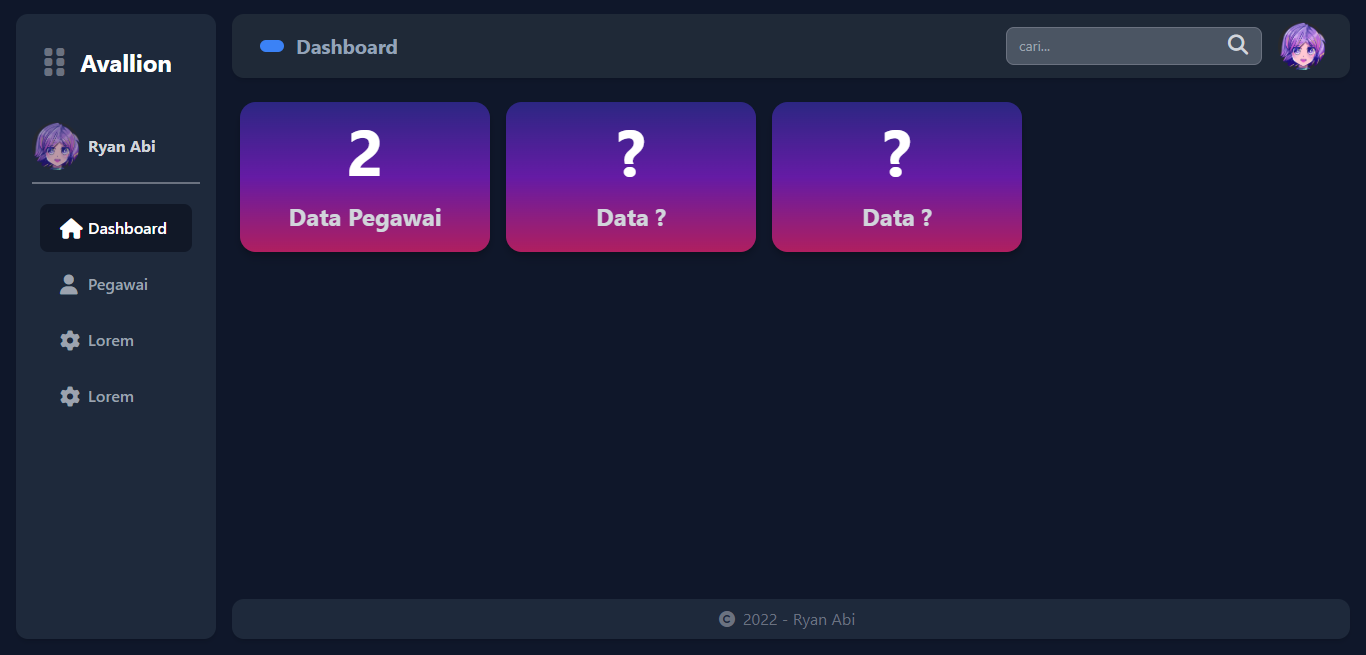 Avallion
Ryan Abi
Dashboard
Pegawai
Lorem
Lorem
Dashboard
cari...
2
Data Pegawai
?
Data ?
?
Data ?
© 2022 - Ryan Abi